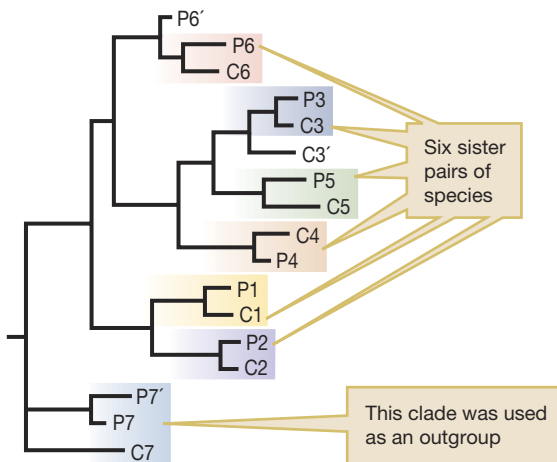 P6´
P6
C6
P3
C3
C3´
P5
C5
C4
P4
P1
C1
P2
C2
P7´
P7
C7
Six sister
pairs of
species
This clade was used
as an outgroup